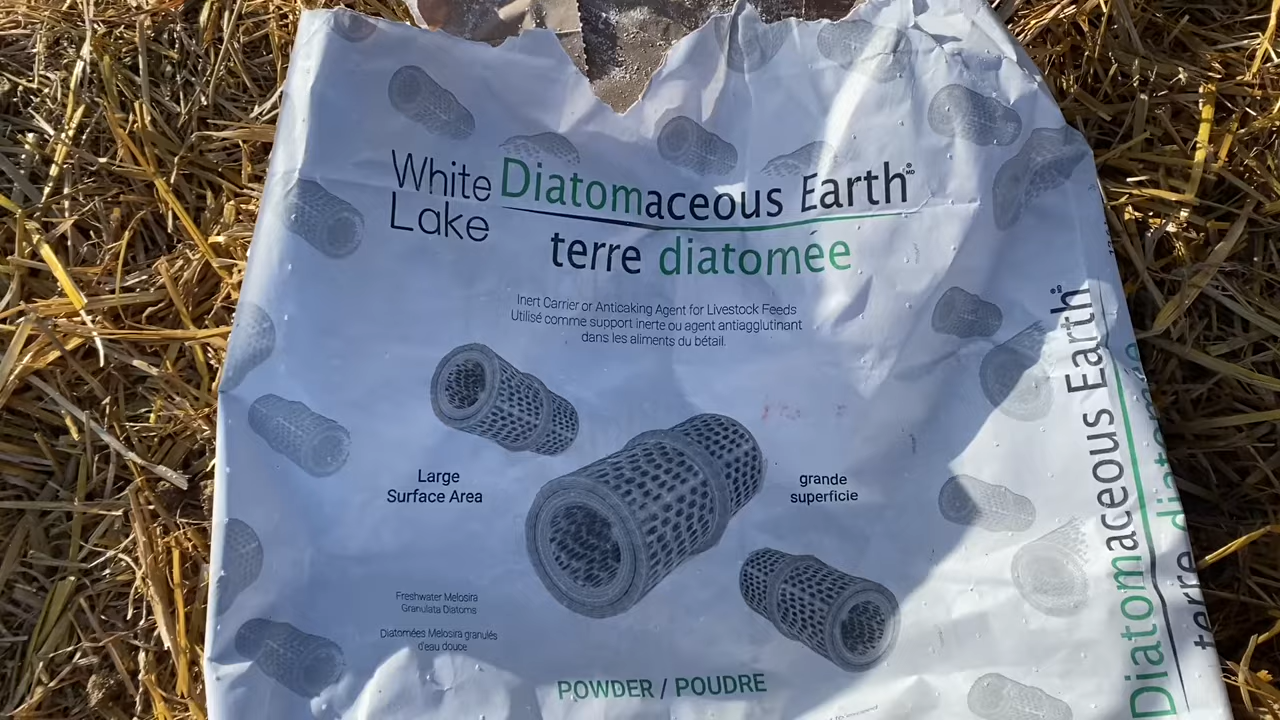 White Diatomaceous Earth MD
Lake
terre diatomée
Inert Carrier or Anticaking Agent for Livestock Feeds
Utilisé comme support inerte ou agent antiagglutinant
dans les aliments du bétail.
Large
Surface Area
grande
superficie
Freshwater Melosira
Granulata Diatoms
Diatomées Melosira granulés
d'eau douce
POWDER / POUDRE
Diatomaceous Earth
terre diatomée